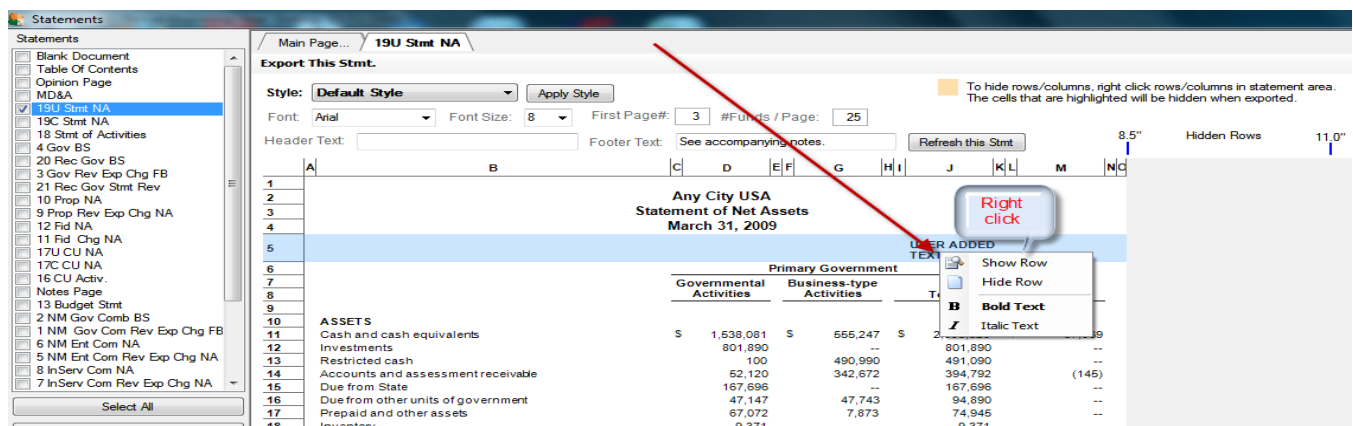 Statements
Statements
Blank Document
Table Of Contents
Opinion Page
MD&A
19U Stmt NA
19C Stmt NA
18 Stmt of Activities
4 Gov BS
20 Rec Gov BS
3 Gov Rev Exp Chg FB
21 Rec Gov Stmt Rev
10 Prop NA
9 Prop Rev Exp Chg NA
12 Fid NA
11 Fid Chg NA
17U CU NA
17C CU NA
16 CU Activ.
Notes Page
13 Budget Stmt
2 NM Gov Comb BS
1 NM Gov Com Rev Exp Chg FB
6 NM Ent Com NA
5 NM Ent Com Rev Exp Chg NA
8 InServ Com NA
7 InServ Com Rev Exp Chg NA
Select All
Main Page... 19U Stmt NA
Export This Stmt.
Style: Default Style Apply Style
To hide rows/columns, right click rows/columns in statement area.
The cells that are highlighted will be hidden when exported.
Font: Arial Font Size: 8 First Page#: 3 #Funds / Page: 25
Header Text: Footer Text: See accompanying notes. Refresh this Stmt
8.5" Hidden Rows 11.0"
A B C D E F G H I J K L M N O
1
2 Any City USA
3 Statement of Net Assets
4 March 31, 2009
Right
click
5 USER ADDED
TEXT
Show Row
Hide Row
B Bold Text
I Italic Text
6 Primary Government
7 Governmental Business-type
8 Activities Activities
9
10 ASSETS
11 Cash and cash equivalents $ 1,538,081 $ 555,247 $
12 Investments 801,890 -- 801,890 --
13 Restricted cash 100 490,990 491,090 --
14 Accounts and assessment receivable 52,120 342,672 394,792 (145)
15 Due from State 167,696 -- 167,696 --
16 Due from other units of government 47,147 47,743 94,890 --
17 Prepaid and other assets 67,072 7,873 74,945 --
18 Inventory 9,371 9,371